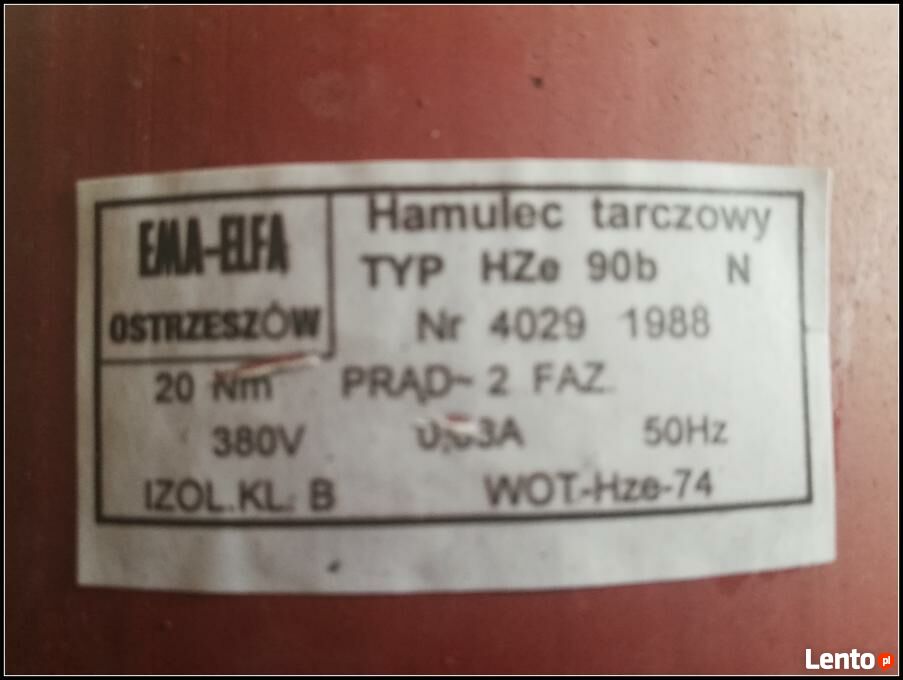 EMA-ELFA
OSTRZESZÓW
Hamulec tarczowy
TYP HZe 90b N
Nr 4029 1988
20 Nm PRĄD~ 2 FAZ.
380V 50Hz
IZOL.KL. B WOT-Hze-74
Lento.pl